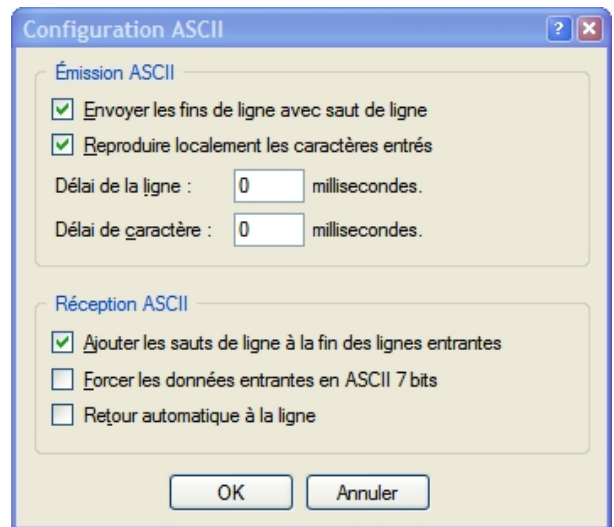 Configuration ASCII
Émission ASCII
Envoyer les fins de ligne avec saut de ligne
Reproduire localement les caractères entrés
Délai de la ligne : 0 millisecondes.
Délai de caractère : 0 millisecondes.
Réception ASCII
Ajouter les sauts de ligne à la fin des lignes entrantes
Forcer les données entrantes en ASCII 7 bits
Retour automatique à la ligne
OK Annuler